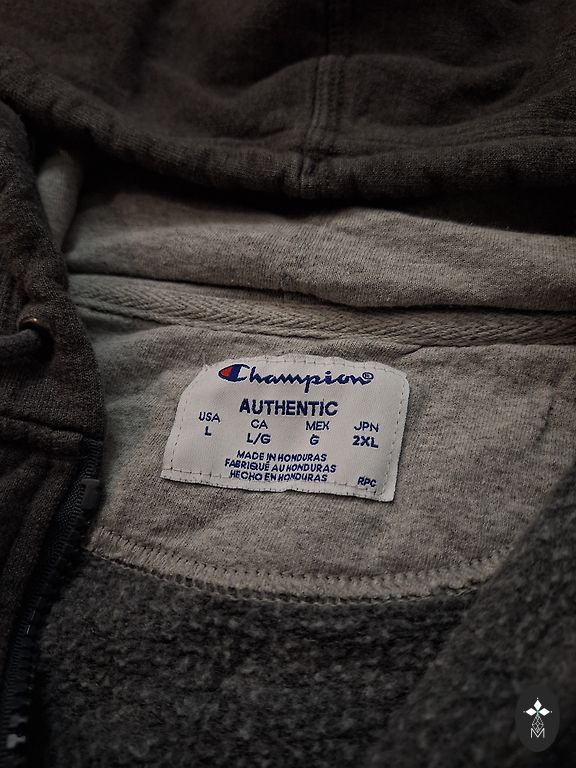 Champion®
AUTHENTIC
USA CA MEX JPN
L L/G G 2XL
MADE IN HONDURAS
FABRIQUÉ AU HONDURAS
HECHO EN HONDURAS
RPC
M